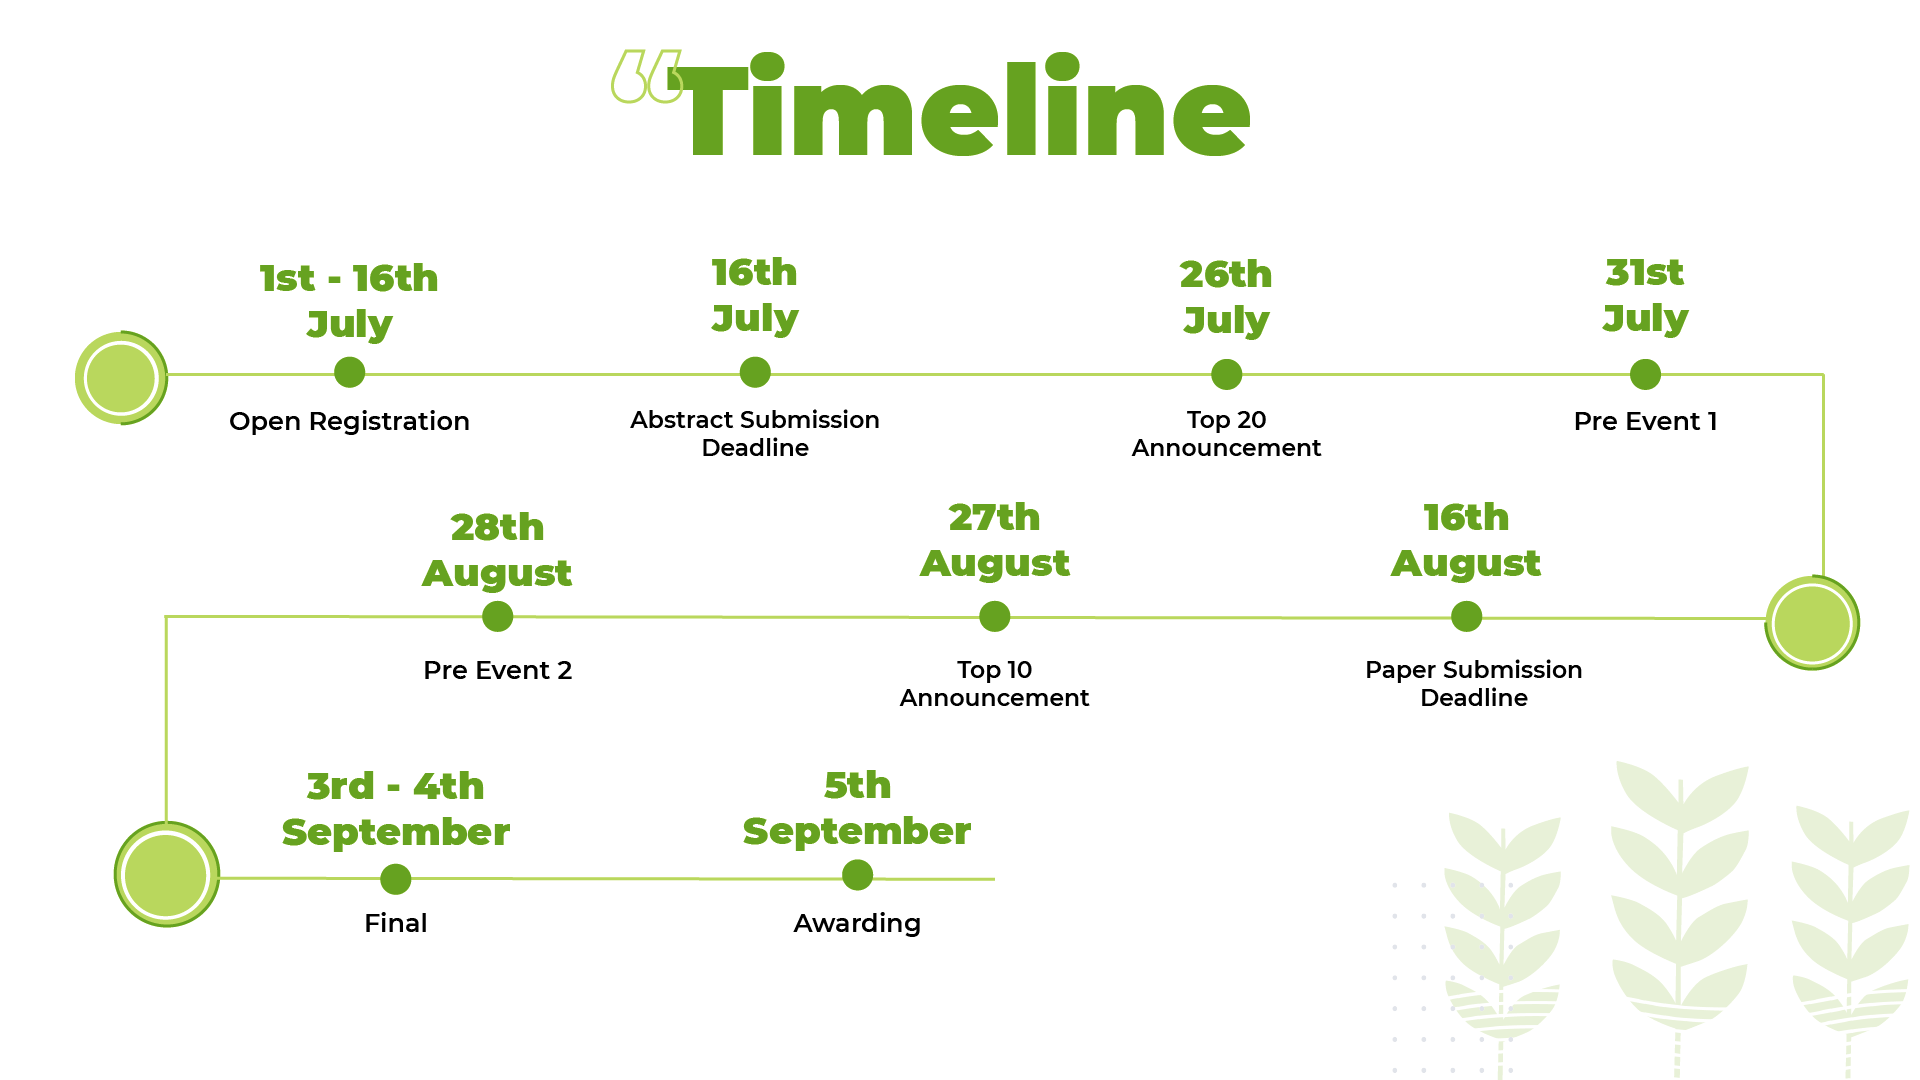 “Timeline
1st - 16th
July
Open Registration
16th
July
Abstract Submission
Deadline
26th
July
Top 20
Announcement
31st
July
Pre Event 1
16th
August
Paper Submission
Deadline
27th
August
Top 10
Announcement
28th
August
Pre Event 2
3rd - 4th
September
Final
5th
September
Awarding